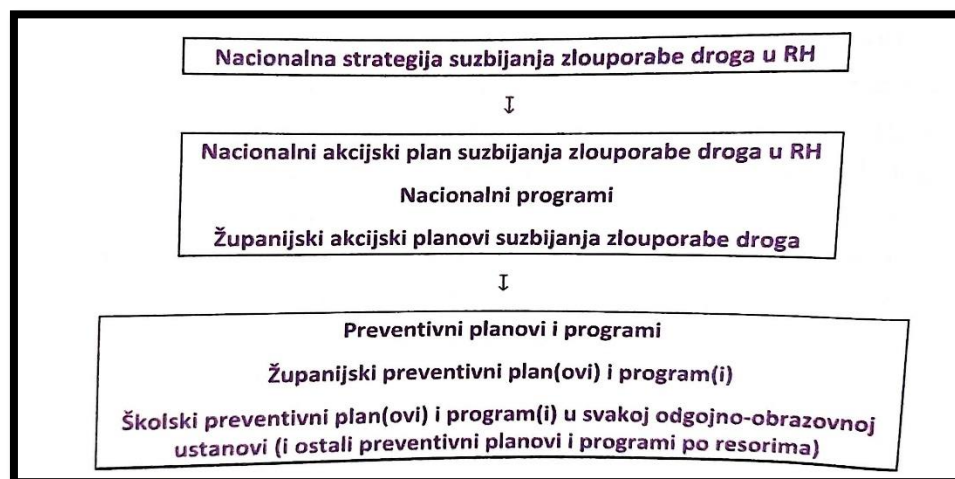 Nacionalna strategija suzbijanja zlouporabe droga u RH
↧
Nacionalni akcijski plan suzbijanja zlouporabe droga u RH
Nacionalni programi
Županijski akcijski planovi suzbijanja zlouporabe droga
↧
Preventivni planovi i programi
Županijski preventivni plan(ovi) i program(i)
Školski preventivni plan(ovi) i program(i) u svakoj odgojno-obrazovnoj
ustanovi (i ostali preventivni planovi i programi po resorima)